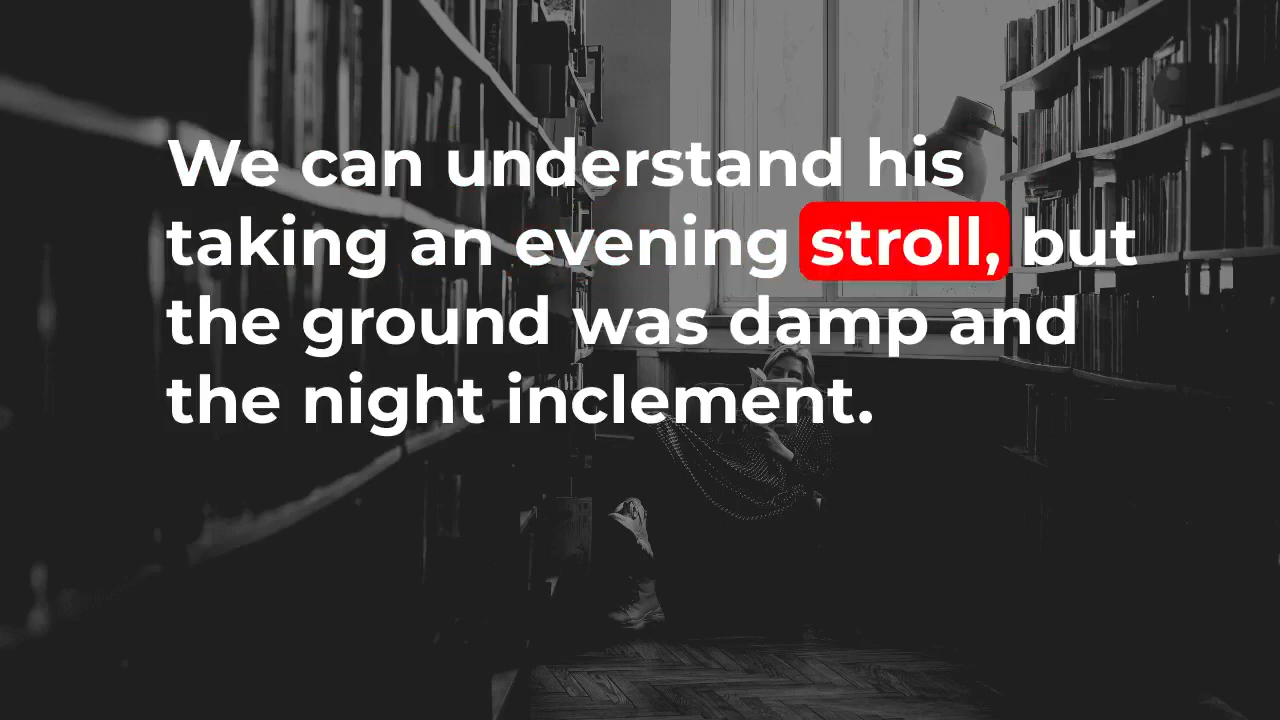 We can understand his
taking an evening stroll, but
the ground was damp and
the night inclement.